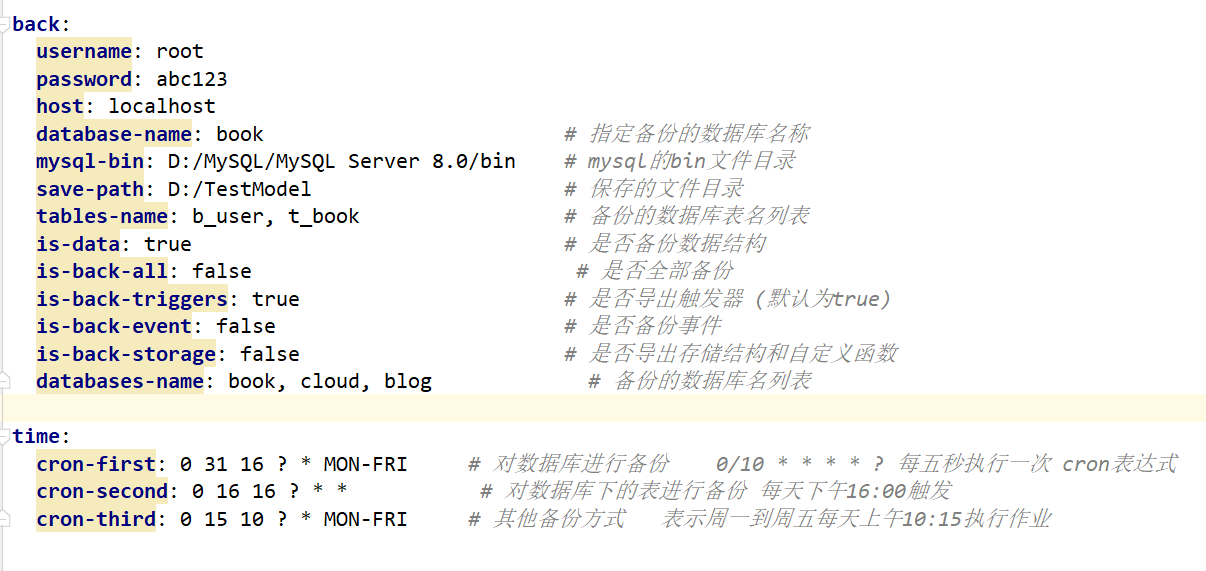 back:
username: root
password: abc123
host: localhost
database-name: book # 指定备份的数据库名称
mysql-bin: D:/MySQL/MySQL Server 8.0/bin # mysql的bin文件目录
save-path: D:/TestModel # 保存的文件目录
tables-name: b_user, t_book # 备份的数据库表名列表
is-data: true # 是否备份数据结构
is-back-all: false # 是否全部备份
is-back-triggers: true # 是否导出触发器 (默认为true)
is-back-event: false # 是否备份事件
is-back-storage: false # 是否导出存储结构和自定义函数
databases-name: book, cloud, blog # 备份的数据库名列表
time:
cron-first: 0 31 16 ? * MON-FRI # 对数据库进行备份 0/10 * * * * ? 每五秒执行一次 cron表达式
cron-second: 0 16 16 ? * * # 对数据库下的表进行备份 每天下午16:00触发
cron-third: 0 15 10 ? * MON-FRI # 其他备份方式 表示周一到周五每天上午10:15执行作业